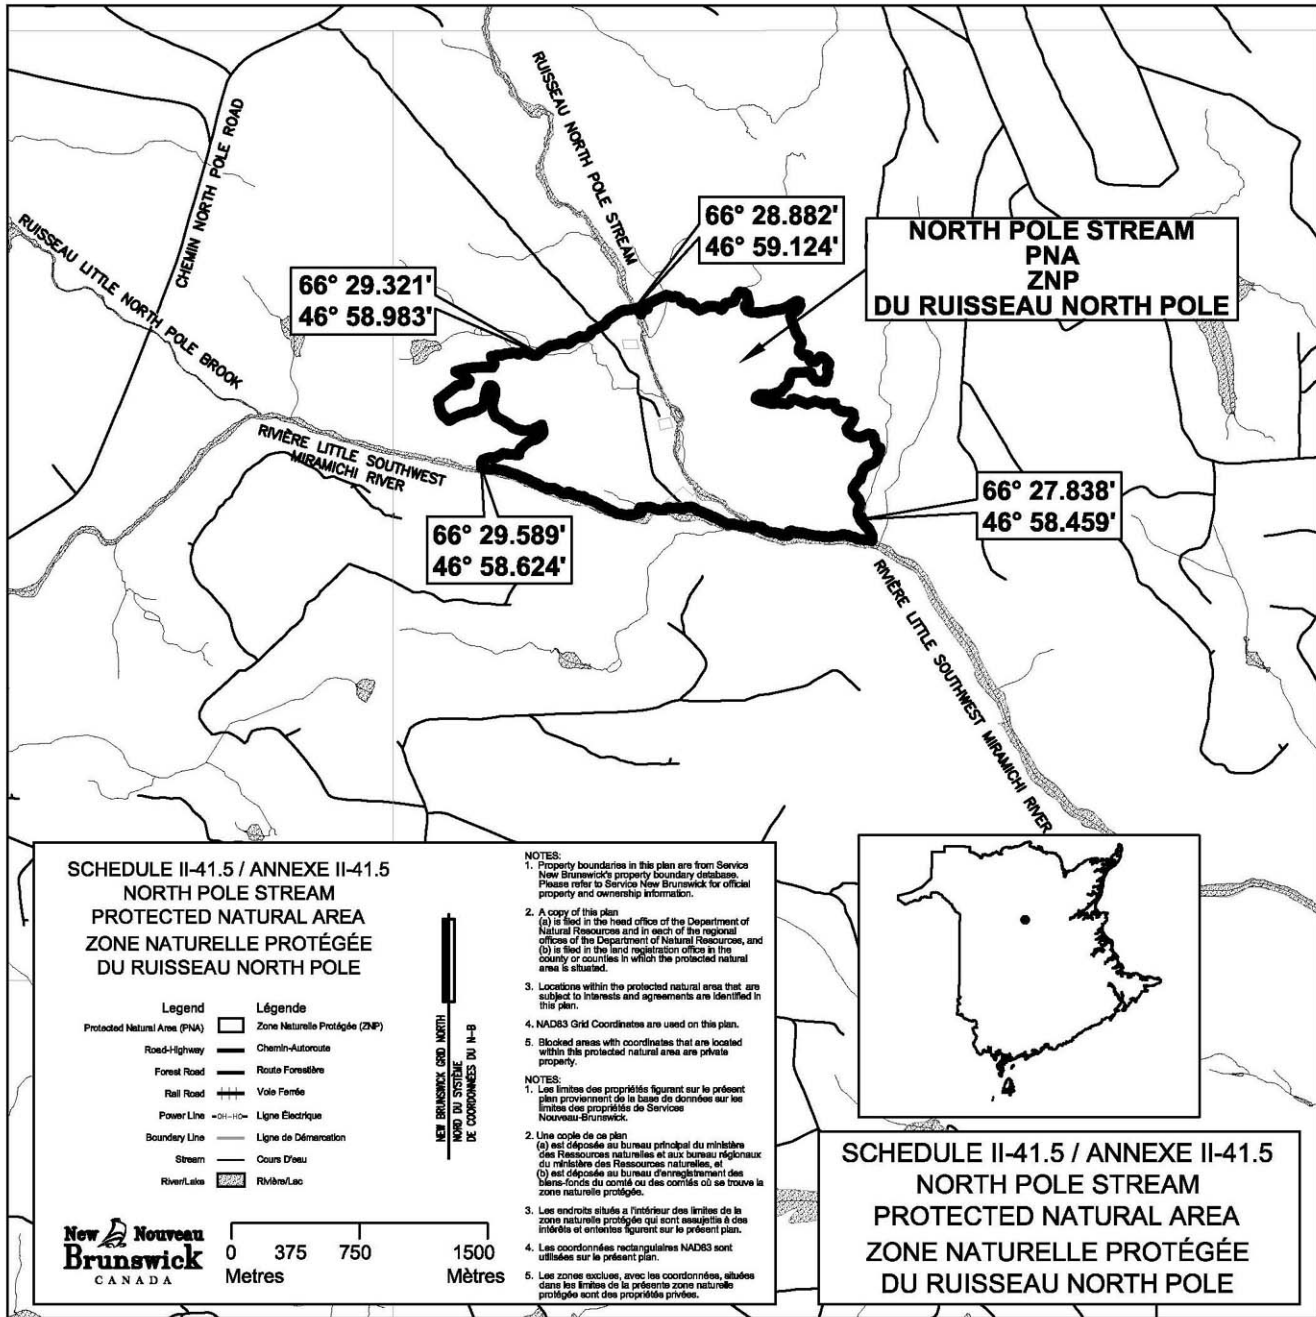 RUISSEAU NORTH POLE STREAM
CHEMIN NORTH POLE ROAD
RUISSEAU LITTLE NORTH POLE BROOK
66° 28.882'
46° 59.124'
NORTH POLE STREAM
PNA
ZNP
DU RUISSEAU NORTH POLE
66° 29.321'
46° 58.983'
RIVIÈRE LITTLE SOUTHWEST
MIRAMICHI RIVER
66° 29.589'
46° 58.624'
66° 27.838'
46° 58.459'
RIVIÈRE LITTLE SOUTHWEST MIRAMICHI RIVER
SCHEDULE II-41.5 / ANNEXE II-41.5
NORTH POLE STREAM
PROTECTED NATURAL AREA
ZONE NATURELLE PROTÉGÉE
DU RUISSEAU NORTH POLE
Legend Légende
Protected Natural Area (PNA) Zone Naturelle Protégée (ZNP)
Road-Highway Chemin-Autoroute
Forest Road Route Forestière
Rail Road Voie Ferrée
Power Line -OH-HO- Ligne Électrique
Boundary Line Ligne de Démarcation
Stream Cours D'eau
River/Lake Rivière/Lac
NEW BRUNSWICK GRID NORTH
NORD DU SYSTÈME
DE COORDONNÉES DU N-B
New Nouveau
Brunswick
CANADA
0 375 750 1500
Metres Mètres
NOTES:
1. Property boundaries in this plan are from Service
New Brunswick's property boundary database.
Please refer to Service New Brunswick for official
property and ownership information.
2. A copy of this plan
(a) is filed in the head office of the Department of
Natural Resources and in each of the regional
offices of the Department of Natural Resources, and
(b) is filed in the land registration office in the
county or counties in which the protected natural
area is situated.
3. Locations within the protected natural area that are
subject to interests and agreements are identified in
this plan.
4. NAD83 Grid Coordinates are used on this plan.
5. Blocked areas with coordinates that are located
within this protected natural area are private
property.
NOTES:
1. Les limites des propriétés figurant sur le présent
plan proviennent de la base de données sur les
limites des propriétés de Services
Nouveau-Brunswick.
2. Une copie de ce plan
(a) est déposée au bureau principal du ministère
des Ressources naturelles et aux bureau régionaux
du ministère des Ressources naturelles, et
(b) est déposée au bureau d'enregistrement des
biens-fonds du comté ou des comtés où se trouve la
zone naturelle protégée.
3. Les endroits situés a l'intérieur des limites de la
zone naturelle protégée qui sont assujettis à des
intérêts et ententes figurent sur le présent plan.
4. Les coordonnées rectangulaires NAD83 sont
utilisées sur le présent plan.
5. Les zones exclues, avec les coordonnées, situées
dans les limites de la présente zone naturelle
protégée sont des propriétés privées.
SCHEDULE II-41.5 / ANNEXE II-41.5
NORTH POLE STREAM
PROTECTED NATURAL AREA
ZONE NATURELLE PROTÉGÉE
DU RUISSEAU NORTH POLE